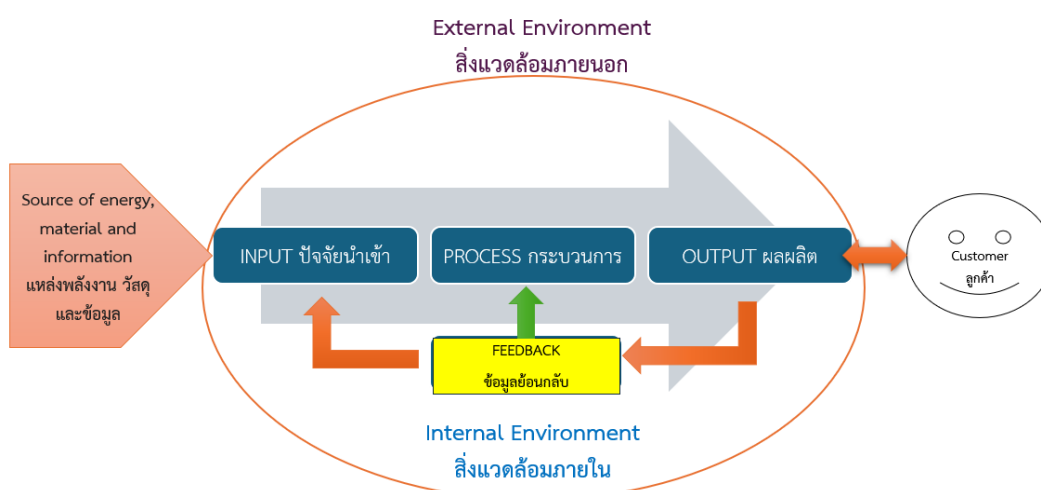 External Environment
สิ่งแวดล้อมภายนอก
Source of energy,
material and
information
แหล่งพลังงาน วัสดุ
และข้อมูล
INPUT ปัจจัยนำเข้า
PROCESS กระบวนการ
OUTPUT ผลผลิต
Customer
ลูกค้า
FEEDBACK
ข้อมูลย้อนกลับ
Internal Environment
สิ่งแวดล้อมภายใน